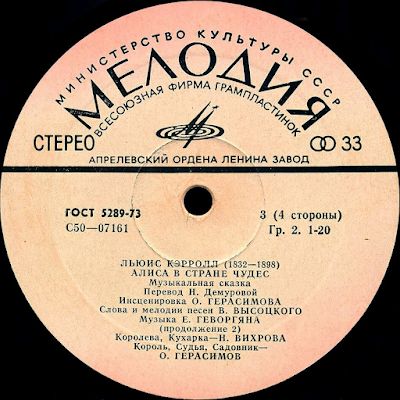 МИНИСТЕРСТВО КУЛЬТУРЫ СССР
МЕЛОДИЯ
ВСЕСОЮЗНАЯ ФИРМА ГРАМПЛАСТИНОК
СТЕРЕО
33
АПРЕЛЕВСКИЙ ОРДЕНА ЛЕНИНА ЗАВОД
ГОСТ 5289-73
3 (4 стороны)
С50—07161
Гр. 2. 1-20
ЛЬЮИС КЭРРОЛЛ (1832—1898)
АЛИСА В СТРАНЕ ЧУДЕС
Музыкальная сказка
Перевод Н. Демуровой
Инсценировка О. ГЕРАСИМОВА
Слова и мелодии песен В. ВЫСОЦКОГО
Музыка Е. ГЕВОРГЯНА
(продолжение 2)
Королева, Кухарка—Н. ВИХРОВА
Король, Судья, Садовник—
О. ГЕРАСИМОВ